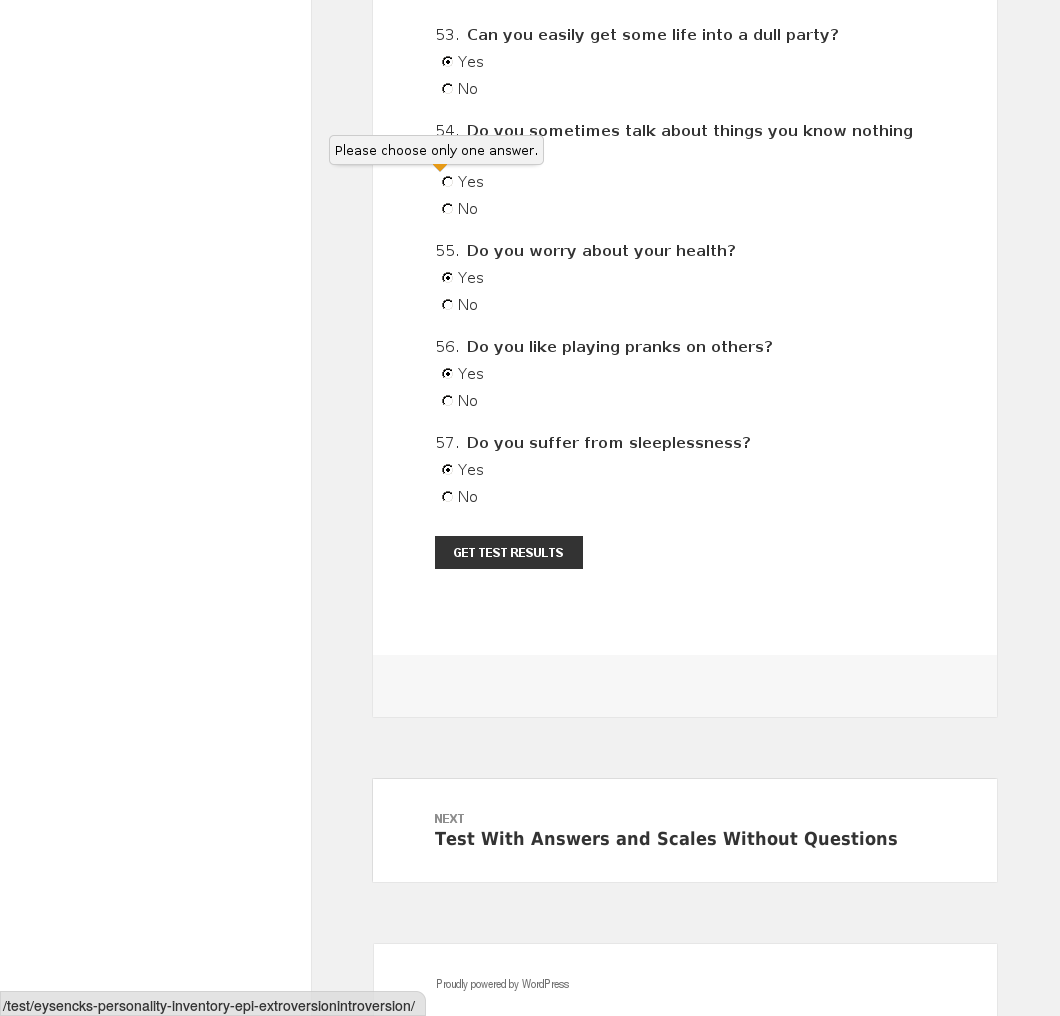 53. Can you easily get some life into a dull party?
Yes
No
54. Do you sometimes talk about things you know nothing
Please choose only one answer.
Yes
No
55. Do you worry about your health?
Yes
No
56. Do you like playing pranks on others?
Yes
No
57. Do you suffer from sleeplessness?
Yes
No
GET TEST RESULTS
NEXT
Test With Answers and Scales Without Questions
Proudly powered by WordPress
/test/eysencks-personality-inventory-epi-extroversionintroversion/